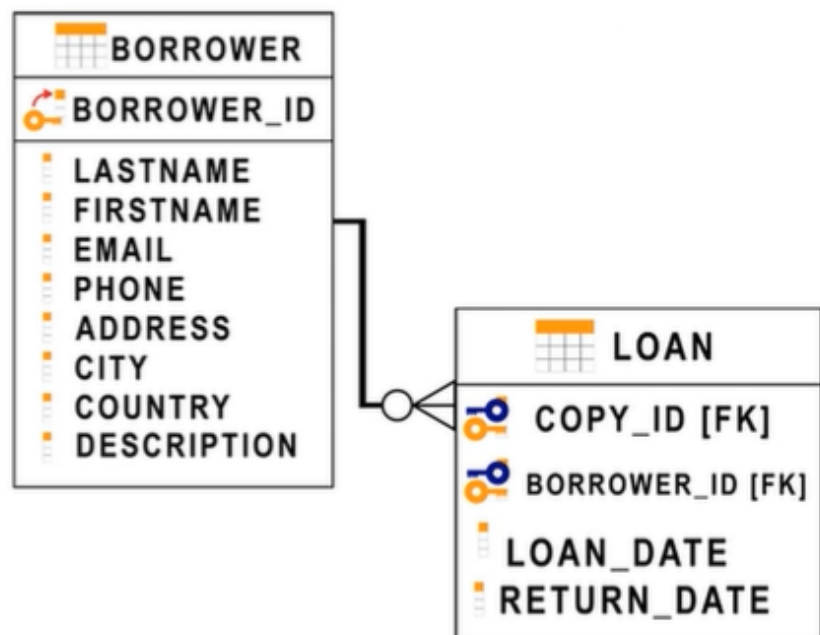 BORROWER
BORROWER_ID
LASTNAME
FIRSTNAME
EMAIL
PHONE
ADDRESS
CITY
COUNTRY
DESCRIPTION
LOAN
COPY_ID [FK]
BORROWER_ID [FK]
LOAN_DATE
RETURN_DATE